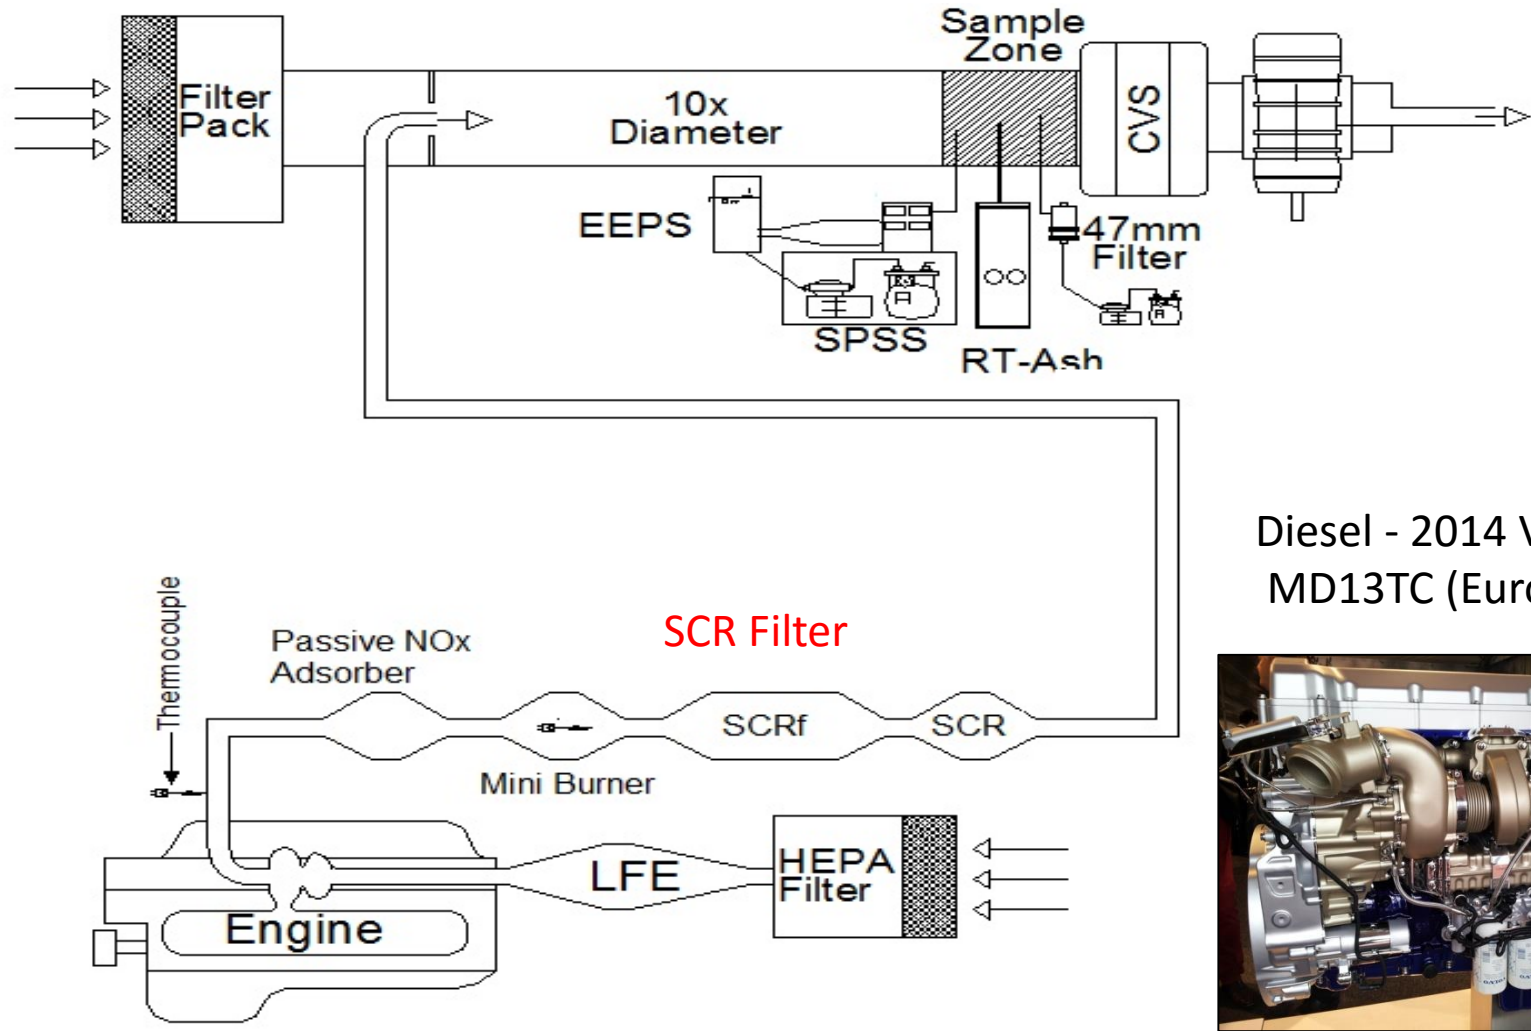 Sample
Zone
Filter
Pack
10x
Diameter
CVS
EEPS
47mm
Filter
SPSS
RT-Ash
Diesel - 2014
MD13TC
Thermocouple
Passive NOx
Adsorber
SCR Filter
SCRf
SCR
Mini Burner
LFE
HEPA
Filter
Engine